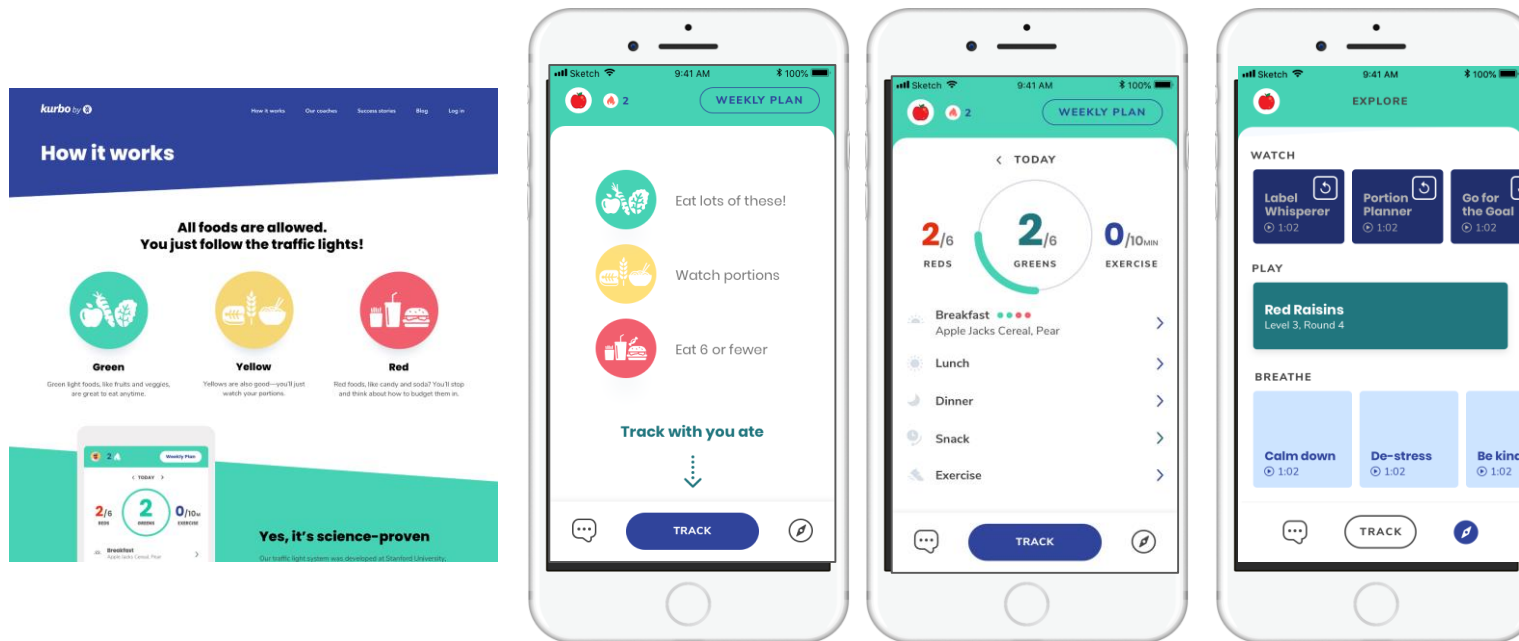 kurbo by
How it works
Our coaches
Success stories
Blog
Log in
How it works
All foods are allowed.
You just follow the traffic lights!
Green
Green light foods, like fruits and veggies,
are great to eat anytime.
Yellow
Yellows are also good—you'll just
watch your portions.
Red
Red foods, like candy and soda? You'll stop
and think about how to budget them in.
2
Weekly Plan
< TODAY >
2/6
REDS
2
GREENS
0/10M
EXERCISE
Breakfast
Apple Jacks Cereal, Pear
Yes, it's science-proven
Our traffic light system was developed at Stanford University,
Sketch
9:41 AM
100%
2
WEEKLY PLAN
Eat lots of these!
Watch portions
Eat 6 or fewer
Track with you ate
TRACK
Sketch
9:41 AM
100%
2
WEEKLY PLAN
< TODAY
2/6
REDS
2/6
GREENS
0/10MIN
EXERCISE
Breakfast
Apple Jacks Cereal, Pear
Lunch
Dinner
Snack
Exercise
TRACK
Sketch
9:41 AM
100%
EXPLORE
WATCH
Label
Whisperer
1:02
Portion
Planner
1:02
Go for
the Goal
1:02
PLAY
Red Raisins
Level 3, Round 4
BREATHE
Calm down
1:02
De-stress
1:02
Be kind
1:02
TRACK